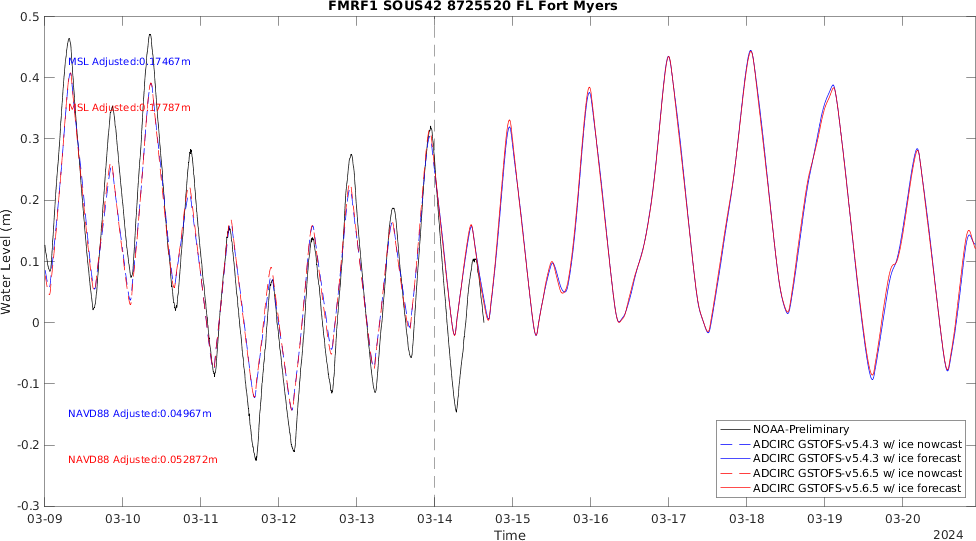 FMRF1 SOUS42 8725520 FL Fort Myers
0.5
0.4
0.3
0.2
0.1
0
-0.1
-0.2
-0.3
Water Level (m)
MSL Adjusted:0.17467m
MSL Adjusted:0.17787m
NAVD88 Adjusted:0.04967m
NAVD88 Adjusted:0.052872m
NOAA-Preliminary
ADCIRC GSTOFS-v5.4.3 w/ ice nowcast
ADCIRC GSTOFS-v5.4.3 w/ ice forecast
ADCIRC GSTOFS-v5.6.5 w/ ice nowcast
ADCIRC GSTOFS-v5.6.5 w/ ice forecast
03-09 03-10 03-11 03-12 03-13 03-14 03-15 03-16 03-17 03-18 03-19 03-20
Time
2024